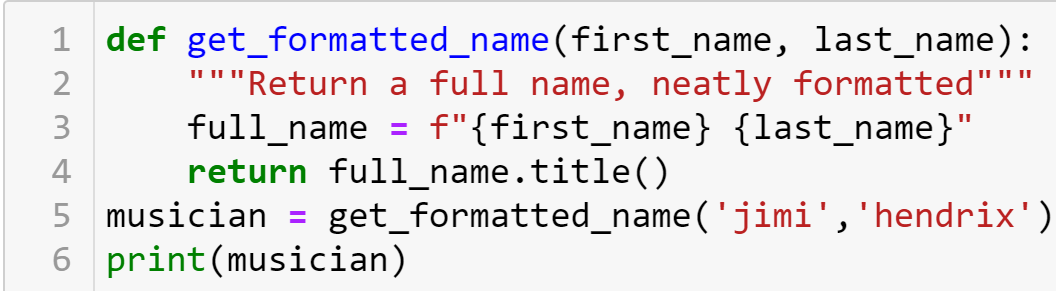 1 def get_formatted_name(first_name, last_name):
2     """Return a full name, neatly formatted"""
3     full_name = f"{first_name} {last_name}"
4     return full_name.title()
5 musician = get_formatted_name('jimi','hendrix')
6 print(musician)